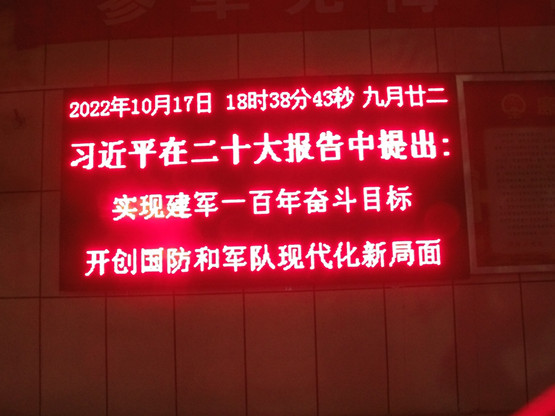 2022年10月17日 18时38分43秒 九月廿二
习近平在二十大报告中提出:
实现建军一百年奋斗目标
开创国防和军队现代化新局面